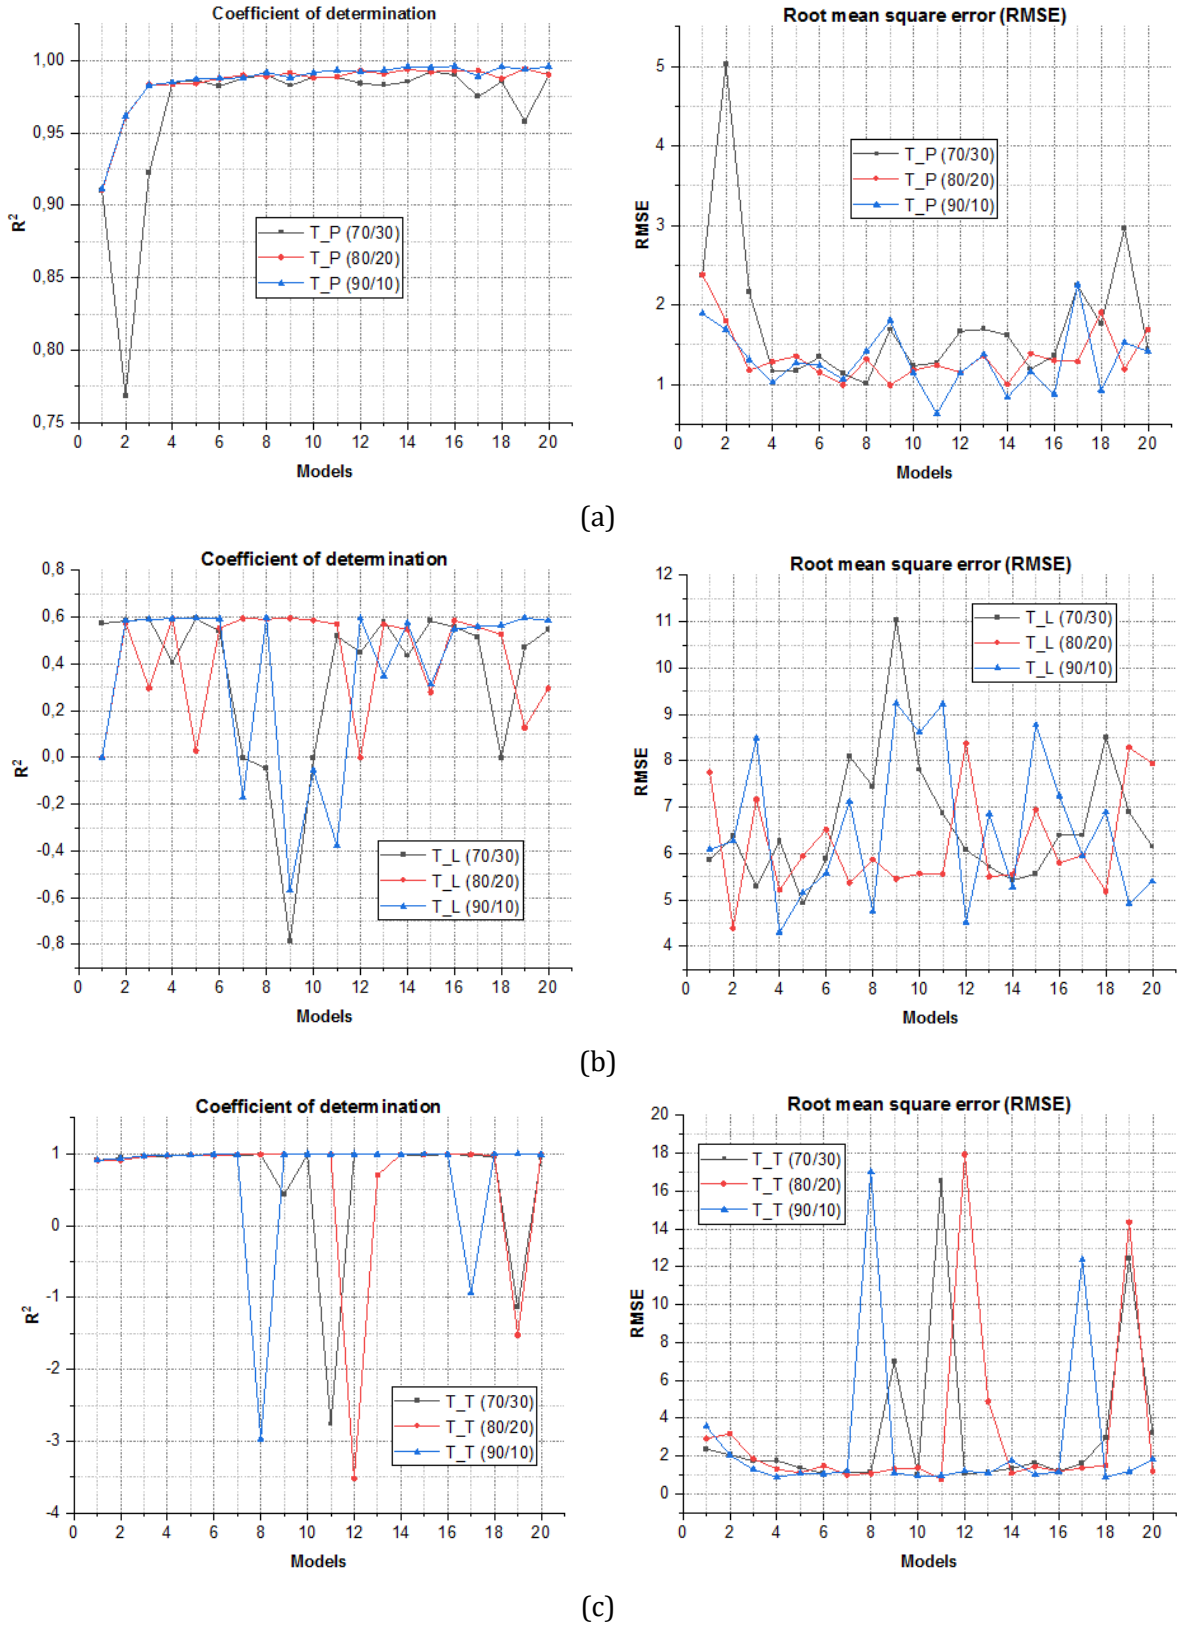 Coefficient of determination
1.00
0,95
0,90
0,85
0,80
0,75
R²
T_P (70/30)
T_P (80/20)
T_P (90/10)
0 2 4 6 8 10 12 14 16 18 20
Models
Root mean square error (RMSE)
5
4
3
2
1
RMSE
T_P (70/30)
T_P (80/20)
T_P (90/10)
0 2 4 6 8 10 12 14 16 18 20
Models
(a)
Coefficient of determination
0,8
0,6
0,4
0,2
0,0
-0,2
-0,4
-0,6
-0,8
R²
T_L (70/30)
T_L (80/20)
T_L (90/10)
0 2 4 6 8 10 12 14 16 18 20
Models
Root mean square error (RMSE)
12
11
10
9
8
7
6
5
4
RMSE
T_L (70/30)
T_L (80/20)
T_L (90/10)
0 2 4 6 8 10 12 14 16 18 20
Models
(b)
Coefficient of determination
1
0
-1
-2
-3
-4
R²
T_T (70/30)
T_T (80/20)
T_T (90/10)
0 2 4 6 8 10 12 14 16 18 20
Models
Root mean square error (RMSE)
20
18
16
14
12
10
8
6
4
2
0
RMSE
T_T (70/30)
T_T (80/20)
T_T (90/10)
0 2 4 6 8 10 12 14 16 18 20
Models
(c)